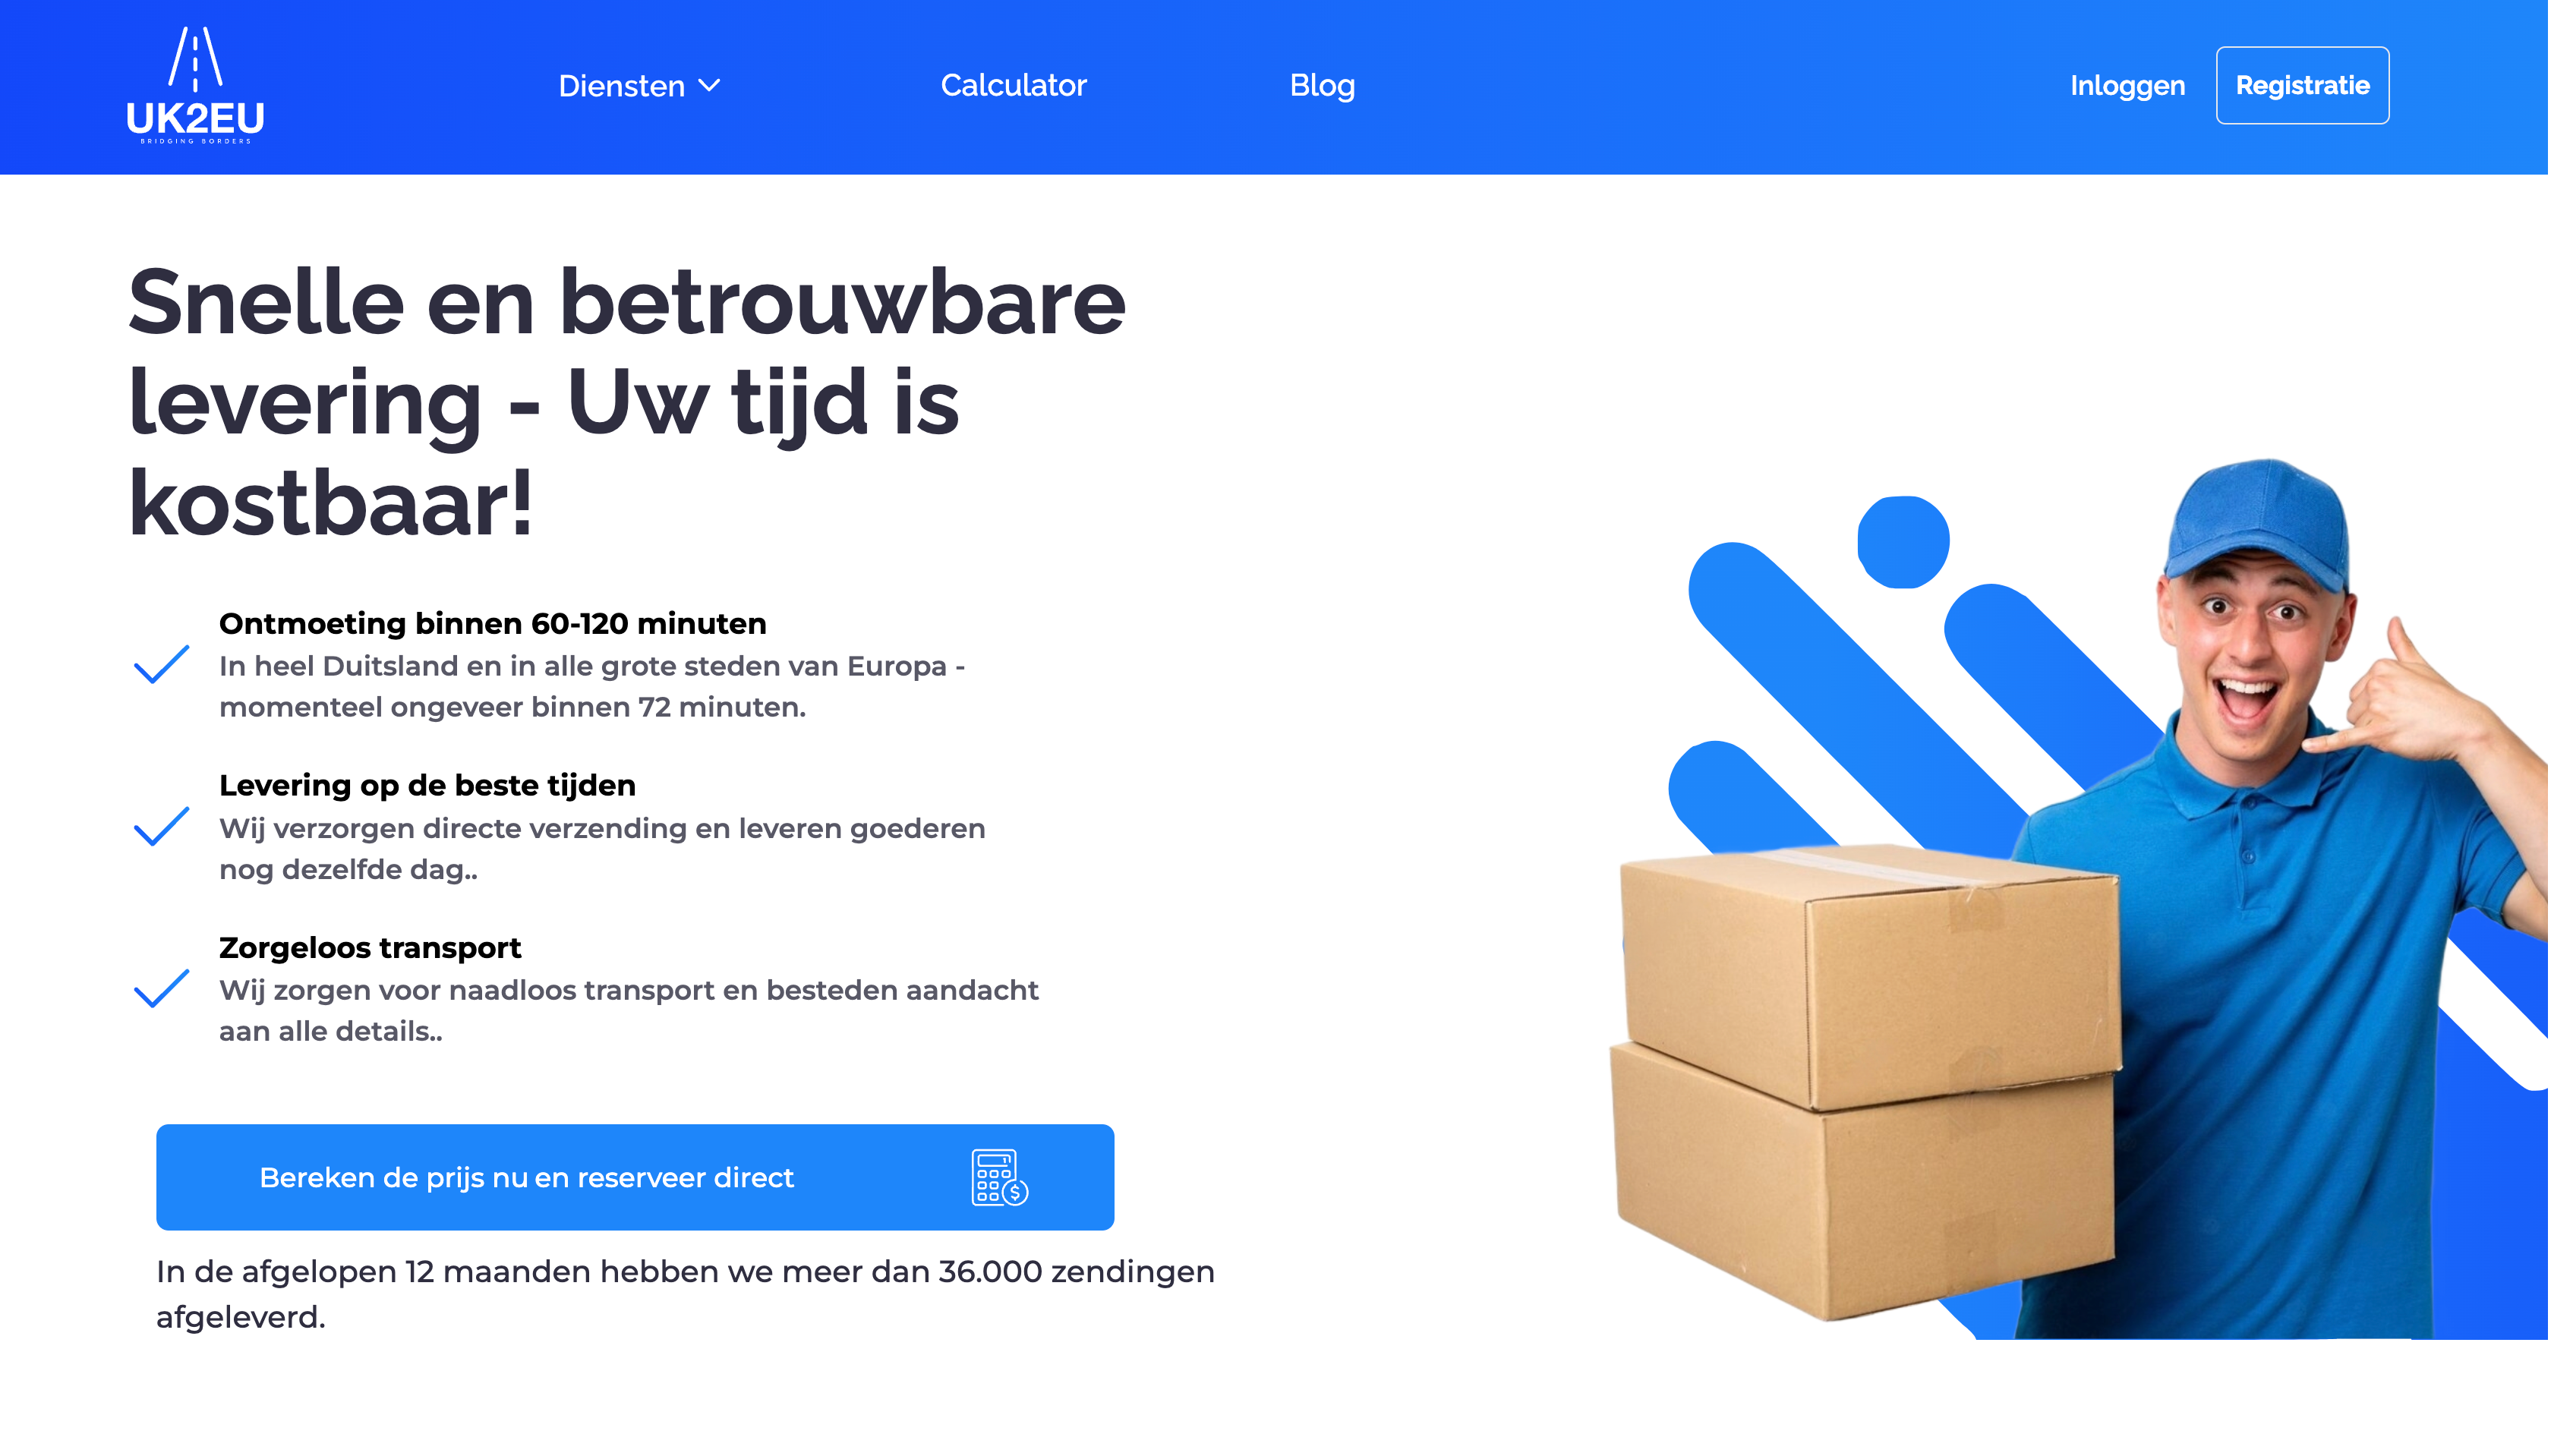 UK2EU
BRIDGING BORDERS
Diensten
Calculator
Blog
Inloggen
Registratie
Snelle en betrouwbare
levering - Uw tijd is
kostbaar!
Ontmoeting binnen 60-120 minuten
In heel Duitsland en in alle grote steden van Europa -
momenteel ongeveer binnen 72 minuten.
Levering op de beste tijden
Wij verzorgen directe verzending en leveren goederen
nog dezelfde dag..
Zorgeloos transport
Wij zorgen voor naadloos transport en besteden aandacht
aan alle details..
Bereken de prijs nu en reserveer direct
In de afgelopen 12 maanden hebben we meer dan 36.000 zendingen
afgeleverd.